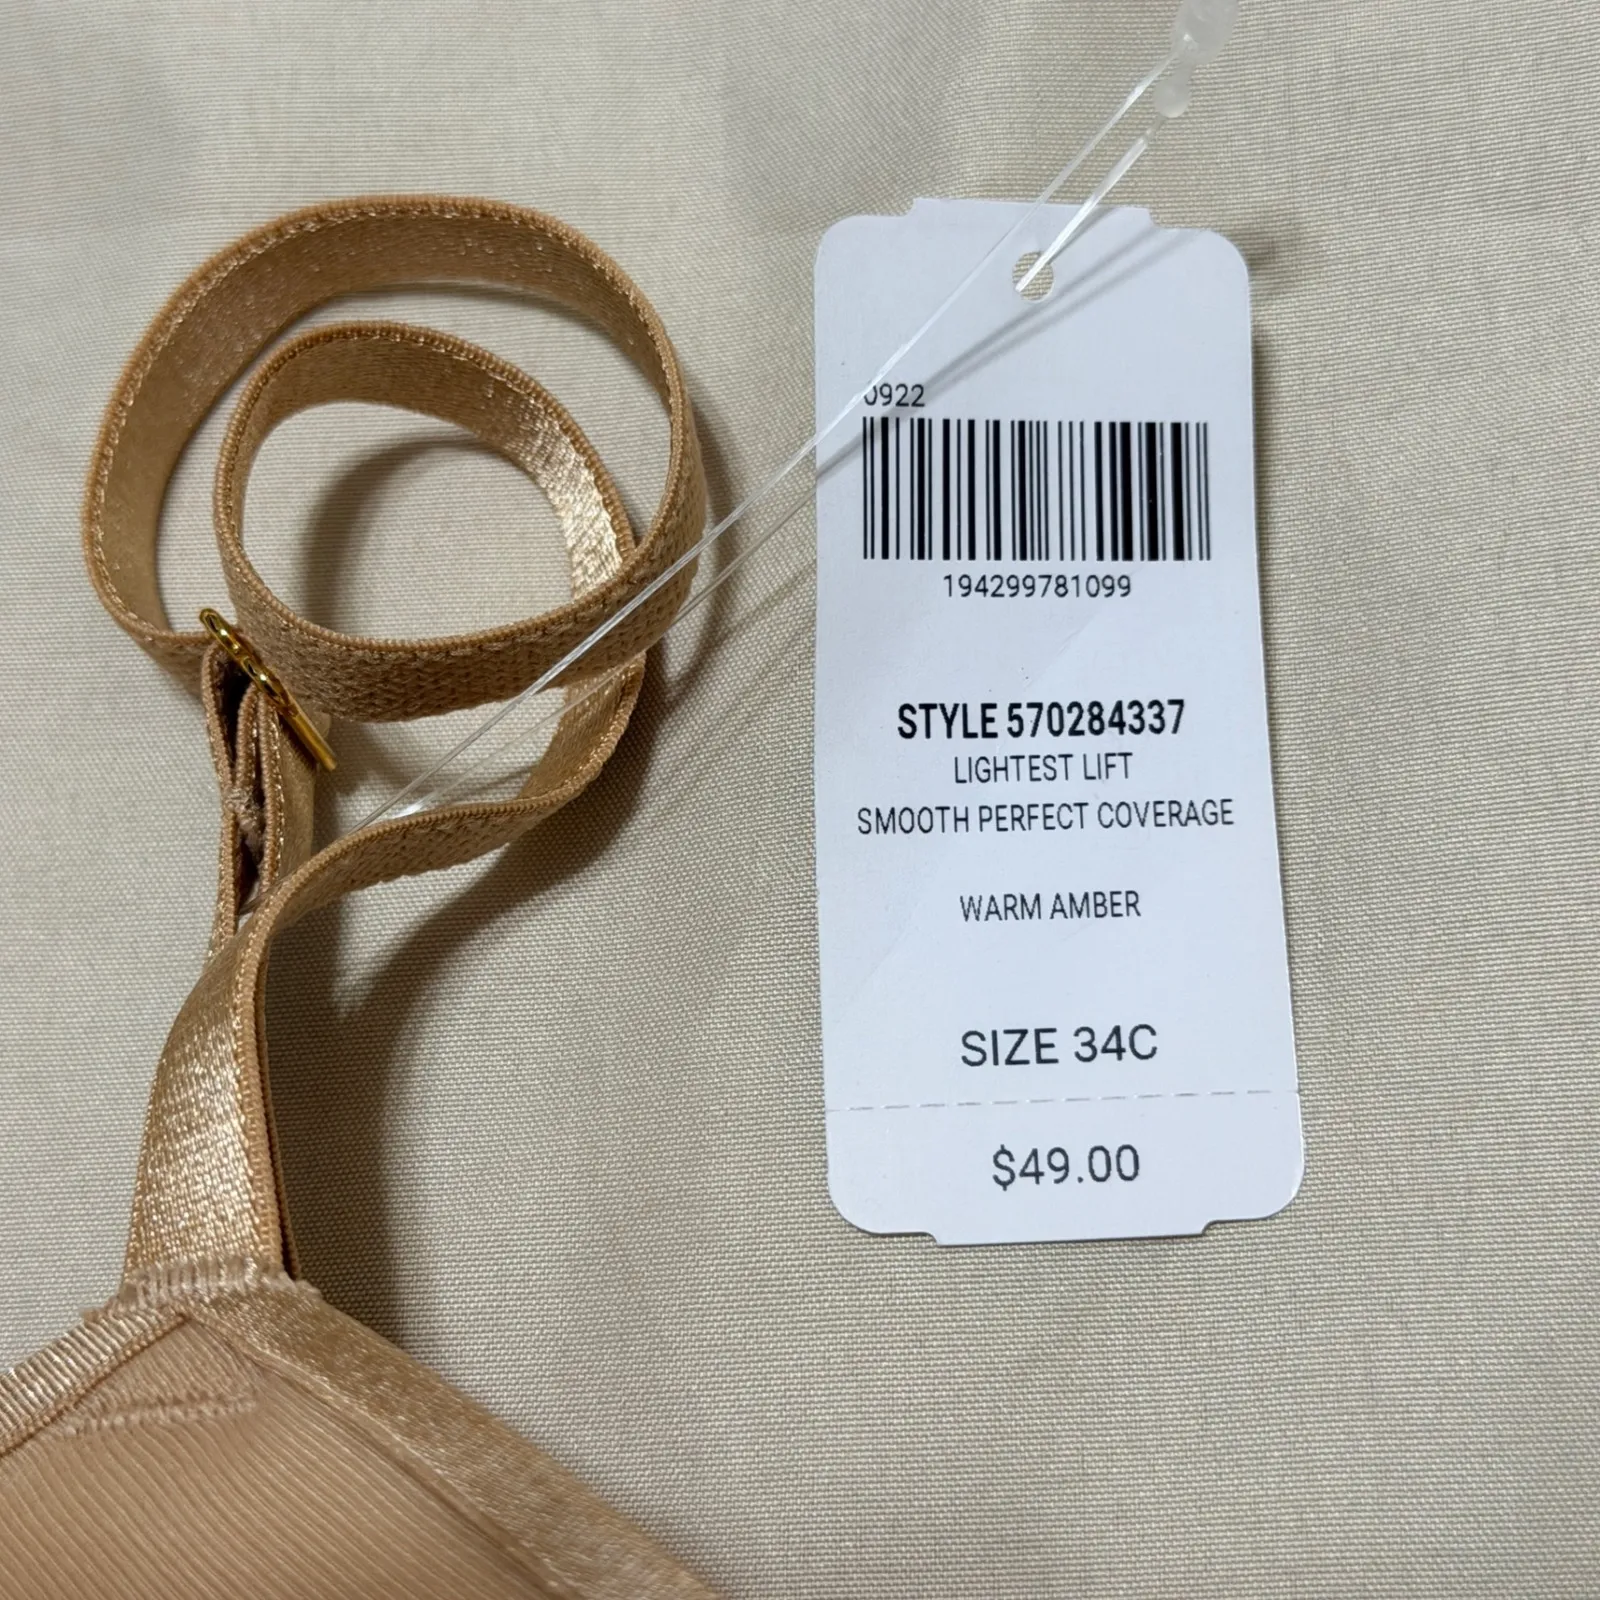 0922
194299781099
STYLE 570284337
LIGHTEST LIFT
SMOOTH PERFECT COVERAGE
WARM AMBER
SIZE 34C
$49.00